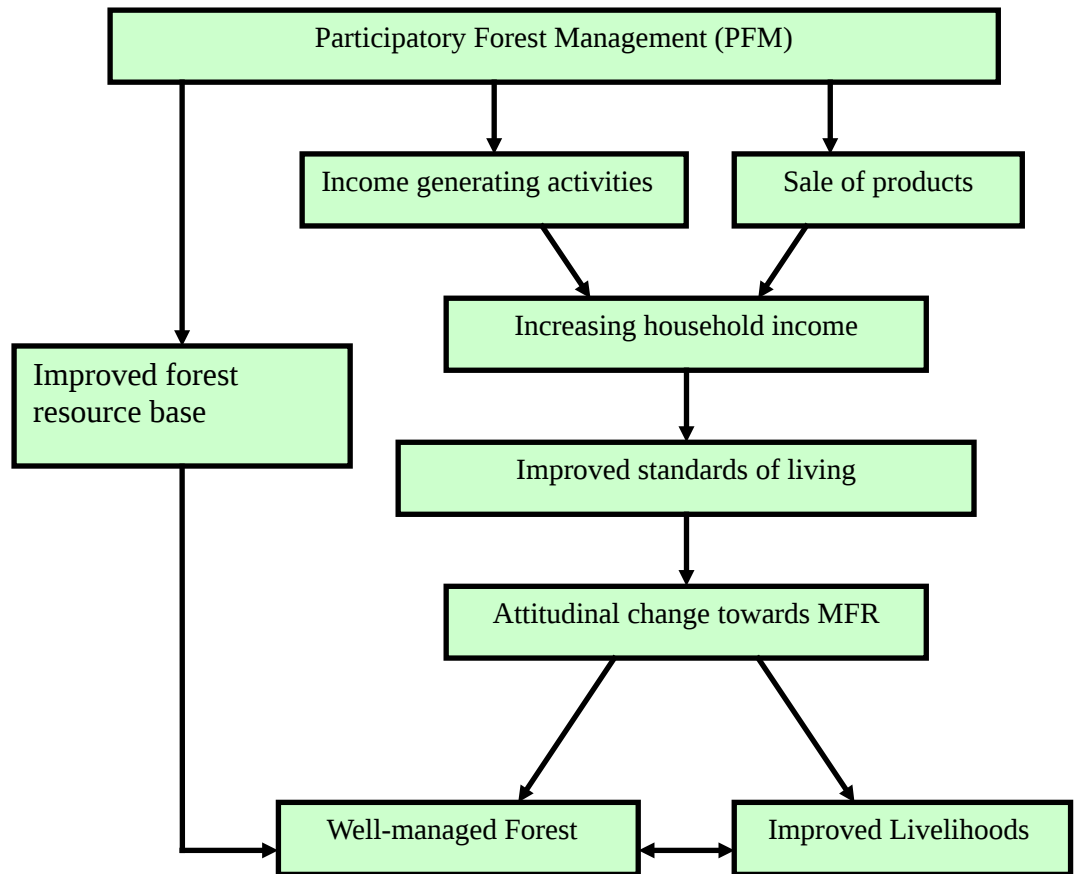 Participatory Forest Management (PFM)
Income generating activities
Sale of products
Increasing household income
Improved forest
resource base
Improved standards of living
Attitudinal change towards MFR
Well-managed Forest
Improved Livelihoods